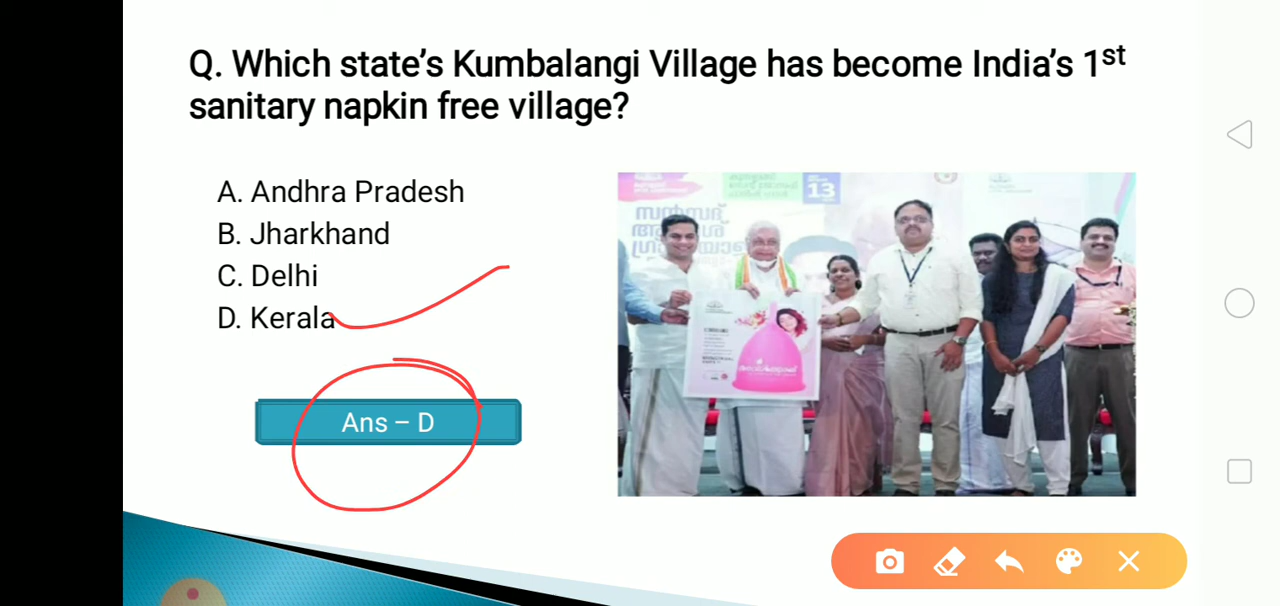 Q. Which state's Kumbalangi Village has become India's 1st
sanitary napkin free village?
A. Andhra Pradesh
B. Jharkhand
C. Delhi
D. Kerala
Ans – D
13